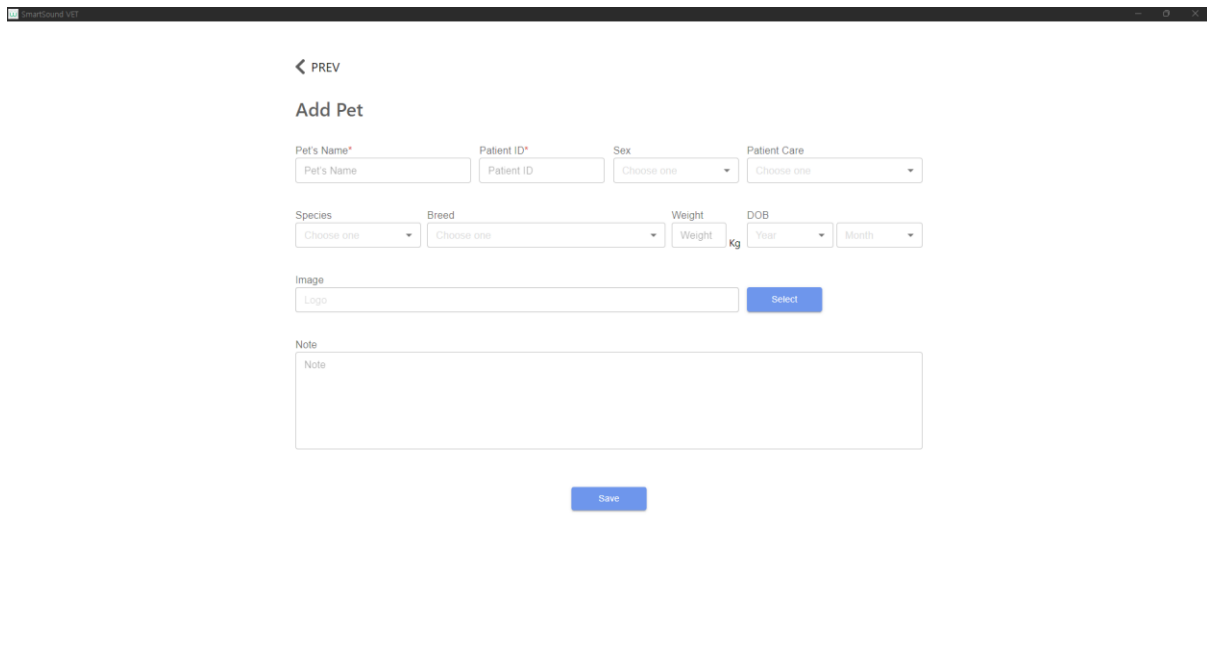 SmartSound VET
PREV
Add Pet
Pet's Name* Patient ID* Sex Patient Care
Pet's Name Patient ID Choose one Choose one
Species Breed Weight DOB
Choose one Choose one Weight Kg Year Month
Image
Logo Select
Note
Note
Save